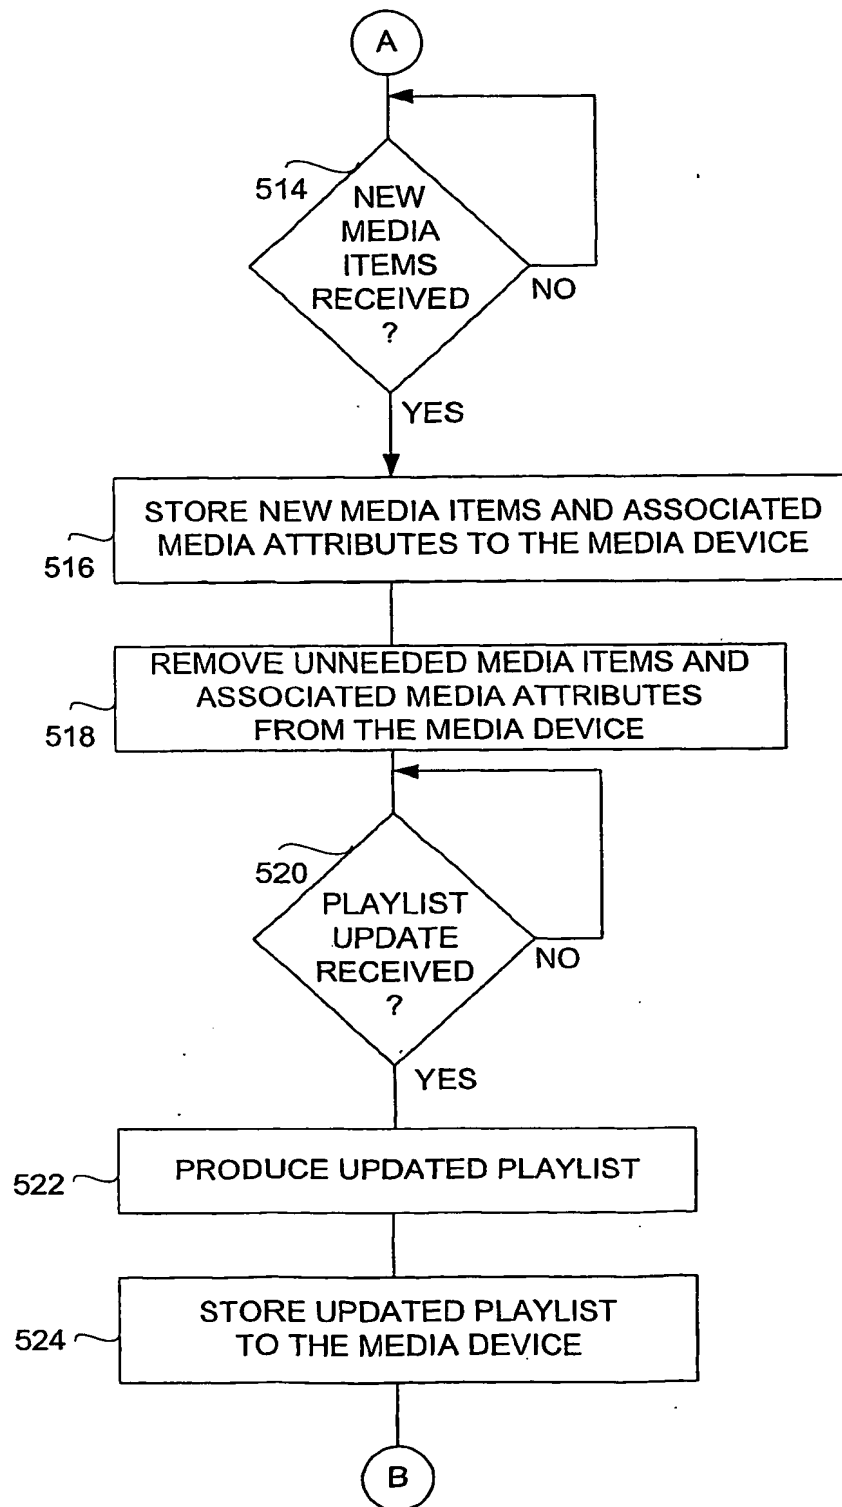 A
514
NEW
MEDIA
ITEMS
RECEIVED
?
NO
YES
STORE NEW MEDIA ITEMS AND ASSOCIATED
MEDIA ATTRIBUTES TO THE MEDIA DEVICE
516
REMOVE UNNEEDED MEDIA ITEMS AND
ASSOCIATED MEDIA ATTRIBUTES
FROM THE MEDIA DEVICE
518
520
PLAYLIST
UPDATE
RECEIVED
?
NO
YES
PRODUCE UPDATED PLAYLIST
522
STORE UPDATED PLAYLIST
TO THE MEDIA DEVICE
524
B